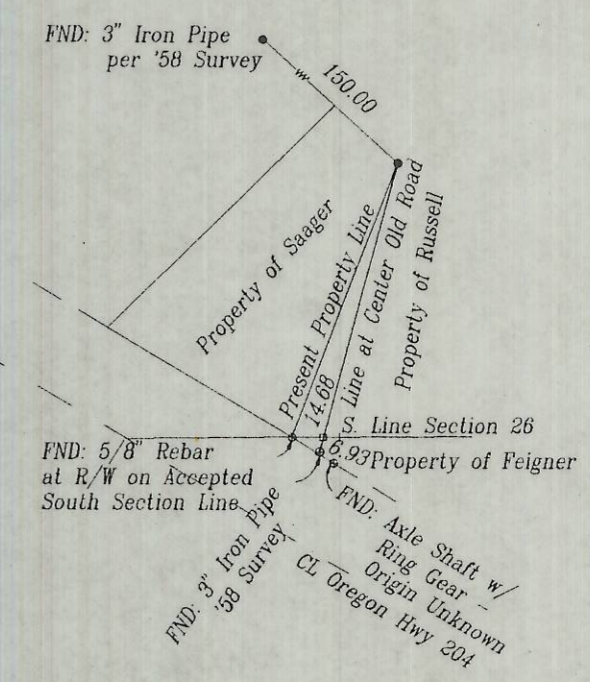 FND: 3" Iron Pipe
per '58 Survey
150.00
Property of Saager
Present Property Line
14.68
Line at Center Old Road
Property of Russell
S. Line Section 26
6.93
Property of Feigner
FND: 5/8" Rebar
at R/W on Accepted
South Section Line
FND: 3" Iron Pipe
'58 Survey
FND: Axle Shaft w/
Ring Gear -
Origin Unknown
CL Oregon Hwy 204